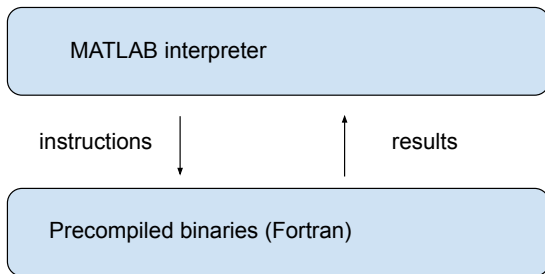 MATLAB interpreter
instructions
results
Precompiled binaries (Fortran)